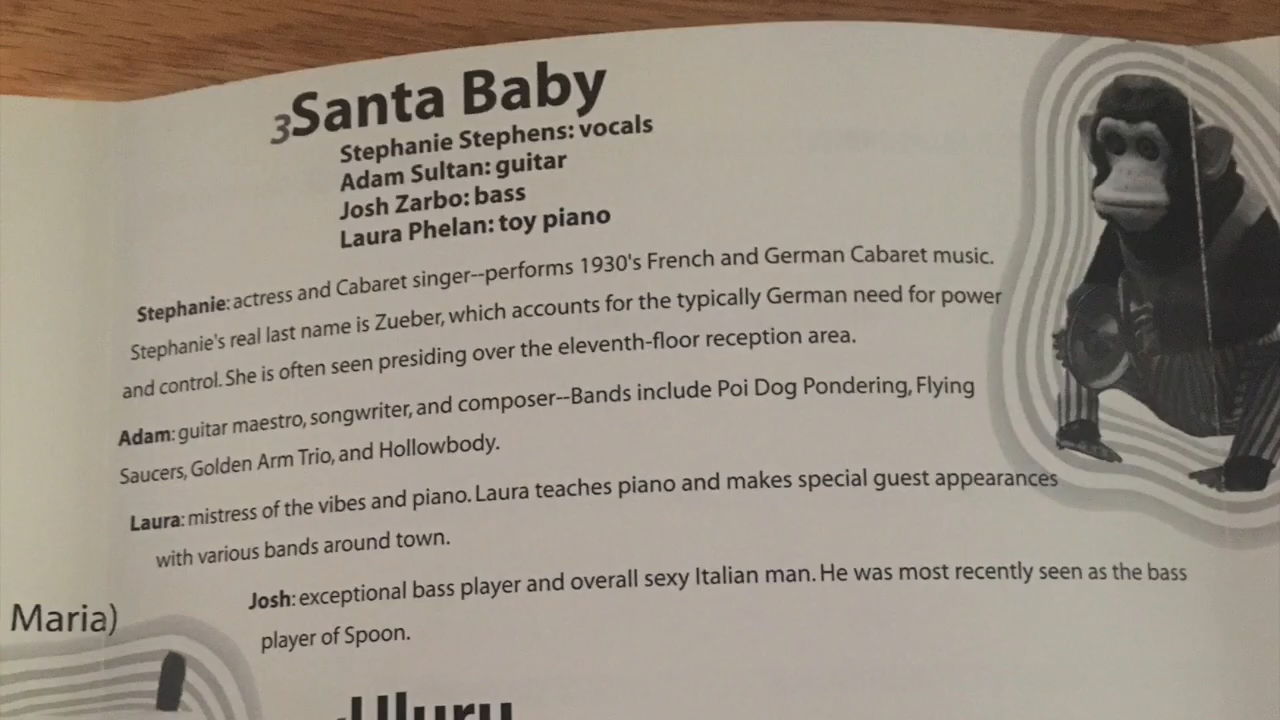 3Santa Baby
Stephanie Stephens: vocals
Adam Sultan: guitar
Josh Zarbo: bass
Laura Phelan: toy piano
Stephanie: actress and Cabaret singer--performs 1930's French and German Cabaret music.
Stephanie's real last name is Zueber, which accounts for the typically German need for power
and control. She is often seen presiding over the eleventh-floor reception area.
Adam: guitar maestro, songwriter, and composer--Bands include Poi Dog Pondering, Flying
Saucers, Golden Arm Trio, and Hollowbody.
Laura: mistress of the vibes and piano. Laura teaches piano and makes special guest appearances
with various bands around town.
Josh: exceptional bass player and overall sexy Italian man. He was most recently seen as the bass
player of Spoon.
Maria)
Uluru